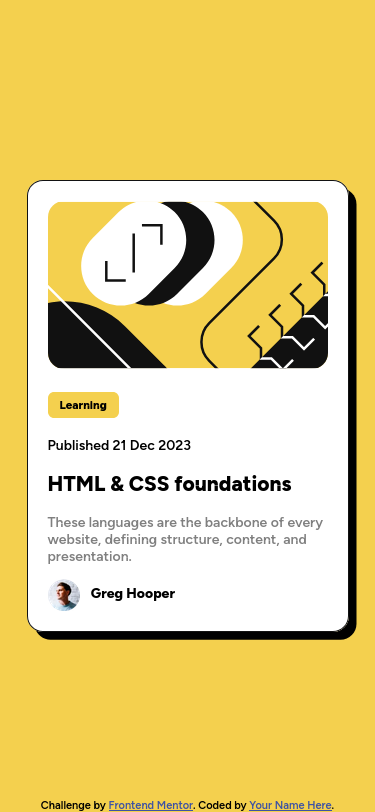 Learning
Published 21 Dec 2023
HTML & CSS foundations
These languages are the backbone of every
website, defining structure, content, and
presentation.
Greg Hooper
Challenge by Frontend Mentor. Coded by Your Name Here.